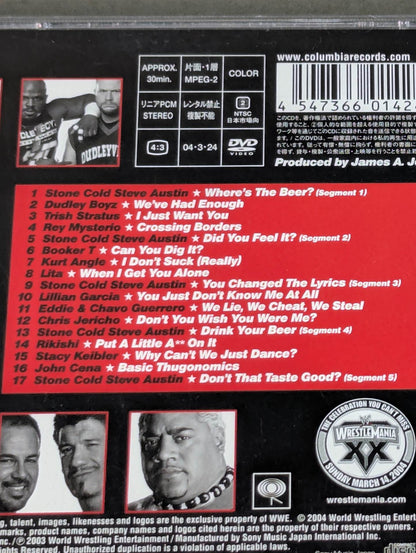 APPROX.
30min.
片面・1層
MPEG-2
COLOR
リニアPCM
STEREO
レンタル禁止
複製不能
2
NTSC
日本市場向
4:3
04・3・24
DVD
VIDEO
www.columbiarecords.com
4 547366 0142
Produced by James A. Jo
DUDLEYV
1 Stone Cold Steve Austin ★ Where's The Beer? (Segment 1)
2 Dudley Boyz ★ We've Had Enough
3 Trish Stratus ★ I Just Want You
4 Rey Mysterio ★ Crossing Borders
5 Stone Cold Steve Austin ★ Did You Feel It? (Segment 2)
6 Booker T ★ Can You Dig It?
7 Kurt Angle ★ I Don't Suck (Really)
8 Lita ★ When I Get You Alone
9 Stone Cold Steve Austin ★ You Changed The Lyrics (Segment 3)
10 Lillian Garcia ★ You Just Don't Know Me At All
11 Eddie & Chavo Guerrero ★ We Lie, We Cheat, We Steal
12 Chris Jericho ★ Don't You Wish You Were Me?
13 Stone Cold Steve Austin ★ Drink Your Beer (Segment 4)
14 Rikishi ★ Put A Little A** On It
15 Stacy Keibler ★ Why Can't We Just Dance?
16 John Cena ★ Basic Thugonomics
17 Stone Cold Steve Austin ★ Don't That Taste Good? (Segment 5)
THE CELEBRATION YOU CAN'T MISS
WRESTLEMANIA
XX
SUNDAY, MARCH 14, 2004
wrestlemania.com
talent, images, likenesses and logos are the exclusive property of WWE. © 2004 World Wrestling
marks, product names, company names and logos cited herein are the property of their respective owners.
Inc. / ℗ 2003 World Wrestling Entertainment / Manufactured by Sony Music Japan International Inc.
Rights Reserved. Unauthorized duplication is a violation of applicable laws.